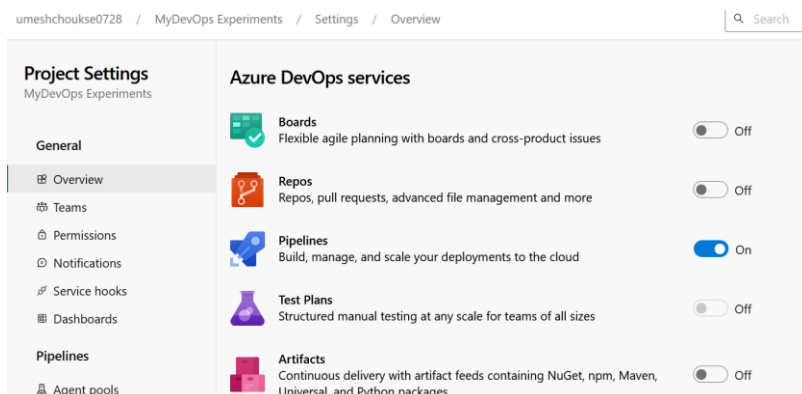 umeshchoukse0728 / MyDevOps Experiments / Settings / Overview
Search
Project Settings
MyDevOps Experiments
General
Overview
Teams
Permissions
Notifications
Service hooks
Dashboards
Pipelines
Agent pools
Azure DevOps services
Boards
Flexible agile planning with boards and cross-product issues
Off
Repos
Repos, pull requests, advanced file management and more
Off
Pipelines
Build, manage, and scale your deployments to the cloud
On
Test Plans
Structured manual testing at any scale for teams of all sizes
Off
Artifacts
Continuous delivery with artifact feeds containing NuGet, npm, Maven,
Universal, and Python packages
Off